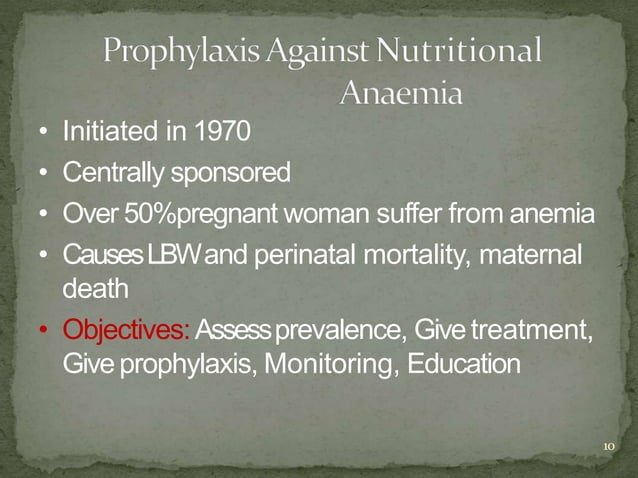 Prophylaxis Against Nutritional
Anaemia
• Initiated in 1970
• Centrally sponsored
• Over 50%pregnant woman suffer from anemia
• Causes LBW and perinatal mortality, maternal
death
• Objectives: Assess prevalence, Give treatment,
Give prophylaxis, Monitoring, Education
10